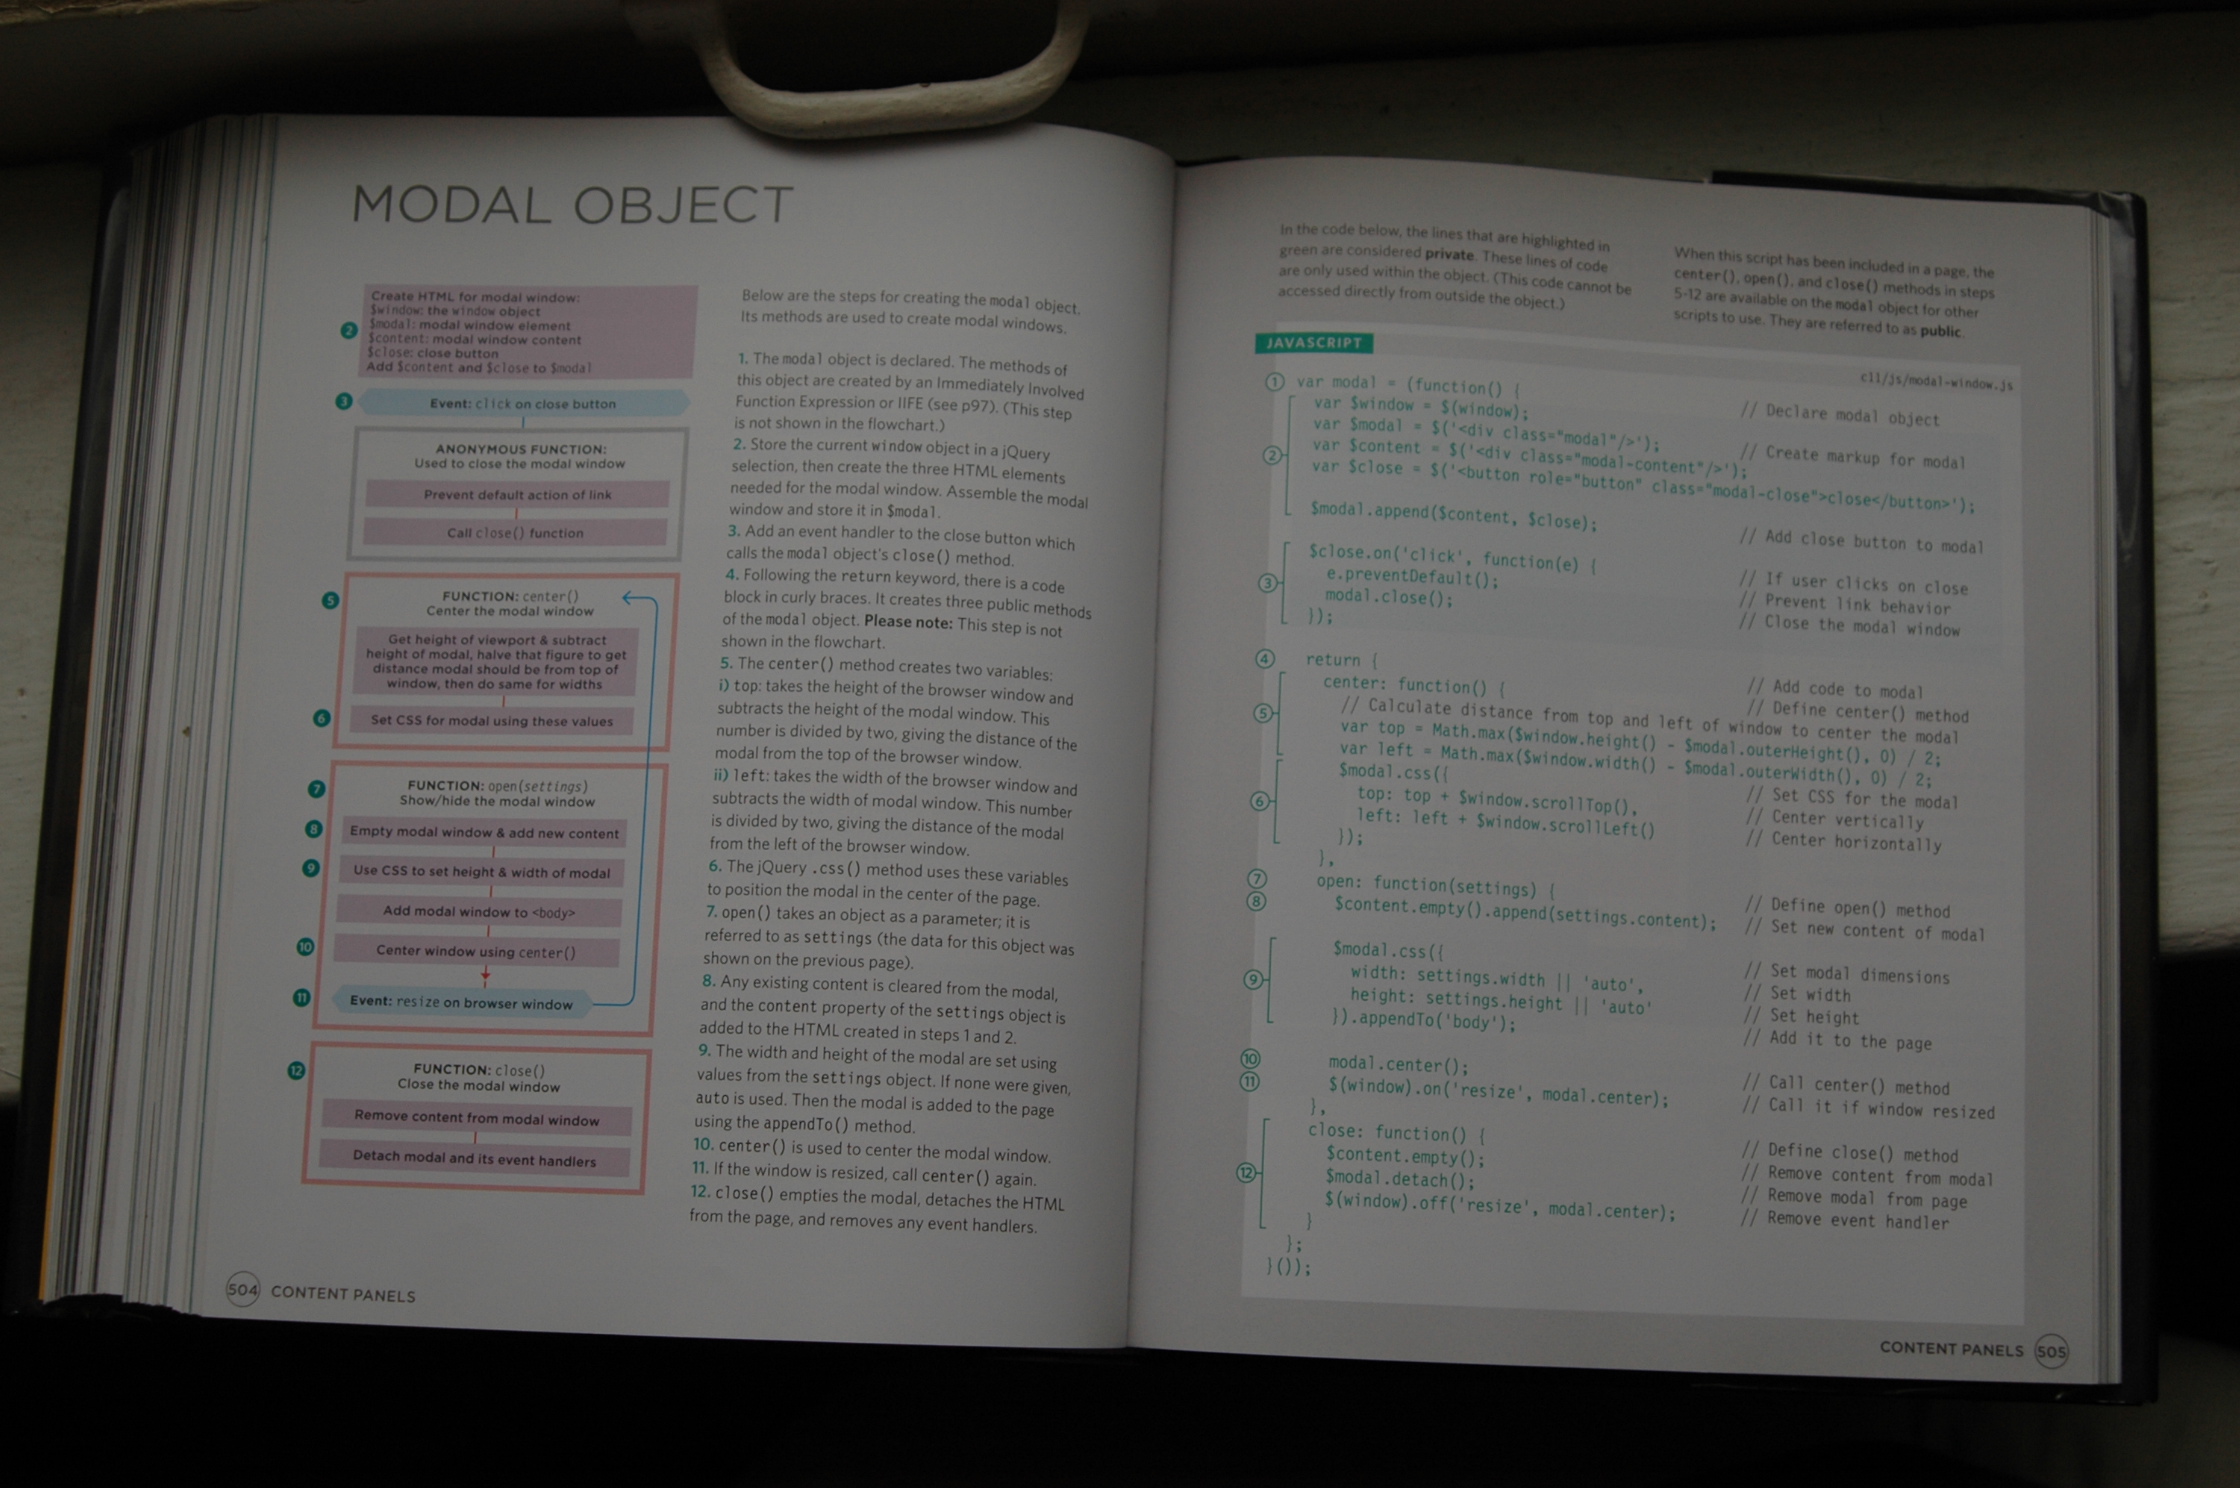 MODAL OBJECT
2
Create HTML for modal window:
$window: the window object
$modal: modal window element
$content: modal window content
$close: close button
Add $content and $close to $modal
3
Event: click on close button
ANONYMOUS FUNCTION:
Used to close the modal window
Prevent default action of link
Call close() function
5
FUNCTION: center()
Center the modal window
Get height of viewport & subtract
height of modal, halve that figure to get
distance modal should be from top of
window, then do same for widths
6
Set CSS for modal using these values
7
FUNCTION: open(settings)
Show/hide the modal window
8
Empty modal window & add new content
9
Use CSS to set height & width of modal
Add modal window to <body>
10
Center window using center()
11
Event: resize on browser window
12
FUNCTION: close()
Close the modal window
Remove content from modal window
Detach modal and its event handlers
Below are the steps for creating the modal object.
Its methods are used to create modal windows.
1. The modal object is declared. The methods of
this object are created by an Immediately Involved
Function Expression or IIFE (see p97). (This step
is not shown in the flowchart.)
2. Store the current window object in a jQuery
selection, then create the three HTML elements
needed for the modal window. Assemble the modal
window and store it in $modal.
3. Add an event handler to the close button which
calls the modal object's close() method.
4. Following the return keyword, there is a code
block in curly braces. It creates three public methods
of the modal object. Please note: This step is not
shown in the flowchart.
5. The center() method creates two variables:
i) top: takes the height of the browser window and
subtracts the height of the modal window. This
number is divided by two, giving the distance of the
modal from the top of the browser window.
ii) left: takes the width of the browser window and
subtracts the width of modal window. This number
is divided by two, giving the distance of the modal
from the left of the browser window.
6. The jQuery .css() method uses these variables
to position the modal in the center of the page.
7. open() takes an object as a parameter; it is
referred to as settings (the data for this object was
shown on the previous page).
8. Any existing content is cleared from the modal,
and the content property of the settings object is
added to the HTML created in steps 1 and 2.
9. The width and height of the modal are set using
values from the settings object. If none were given,
auto is used. Then the modal is added to the page
using the appendTo() method.
10. center() is used to center the modal window.
11. If the window is resized, call center() again.
12. close() empties the modal, detaches the HTML
from the page, and removes any event handlers.
504 CONTENT PANELS
In the code below, the lines that are highlighted in
green are considered private. These lines of code
are only used within the object. (This code cannot be
accessed directly from outside the object.)
When this script has been included in a page, the
center(), open(), and close() methods in steps
5-12 are available on the modal object for other
scripts to use. They are referred to as public.
JAVASCRIPT
c11/js/modal-window.js
1 var modal = (function() { // Declare modal object
var $window = $(window);
var $modal = $('<div class="modal"/>'); // Create markup for modal
2 var $content = $('<div class="modal-content"/>');
var $close = $('<button role="button" class="modal-close">close</button>');
$modal.append($content, $close); // Add close button to modal
$close.on('click', function(e) { // If user clicks on close
3 e.preventDefault(); // Prevent link behavior
modal.close(); // Close the modal window
});
4 return { // Add code to modal
center: function() { // Define center() method
5 // Calculate distance from top and left of window to center the modal
var top = Math.max($window.height() - $modal.outerHeight(), 0) / 2;
var left = Math.max($window.width() - $modal.outerWidth(), 0) / 2;
$modal.css({ // Set CSS for the modal
6 top: top + $window.scrollTop(), // Center vertically
left: left + $window.scrollLeft() // Center horizontally
});
},
7 open: function(settings) { // Define open() method
8 $content.empty().append(settings.content); // Set new content of modal
$modal.css({ // Set modal dimensions
9 width: settings.width || 'auto', // Set width
height: settings.height || 'auto' // Set height
}).appendTo('body'); // Add it to the page
10 modal.center(); // Call center() method
11 $(window).on('resize', modal.center); // Call it if window resized
},
close: function() { // Define close() method
$content.empty(); // Remove content from modal
12 $modal.detach(); // Remove modal from page
$(window).off('resize', modal.center); // Remove event handler
}
};
}());
CONTENT PANELS 505